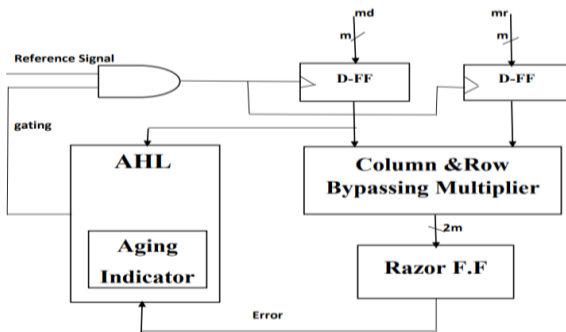 md
mr
m
m
Reference Signal
D-FF
D-FF
gating
AHL
Column &Row
Bypassing Multiplier
Aging
Indicator
2m
Razor F.F
Error